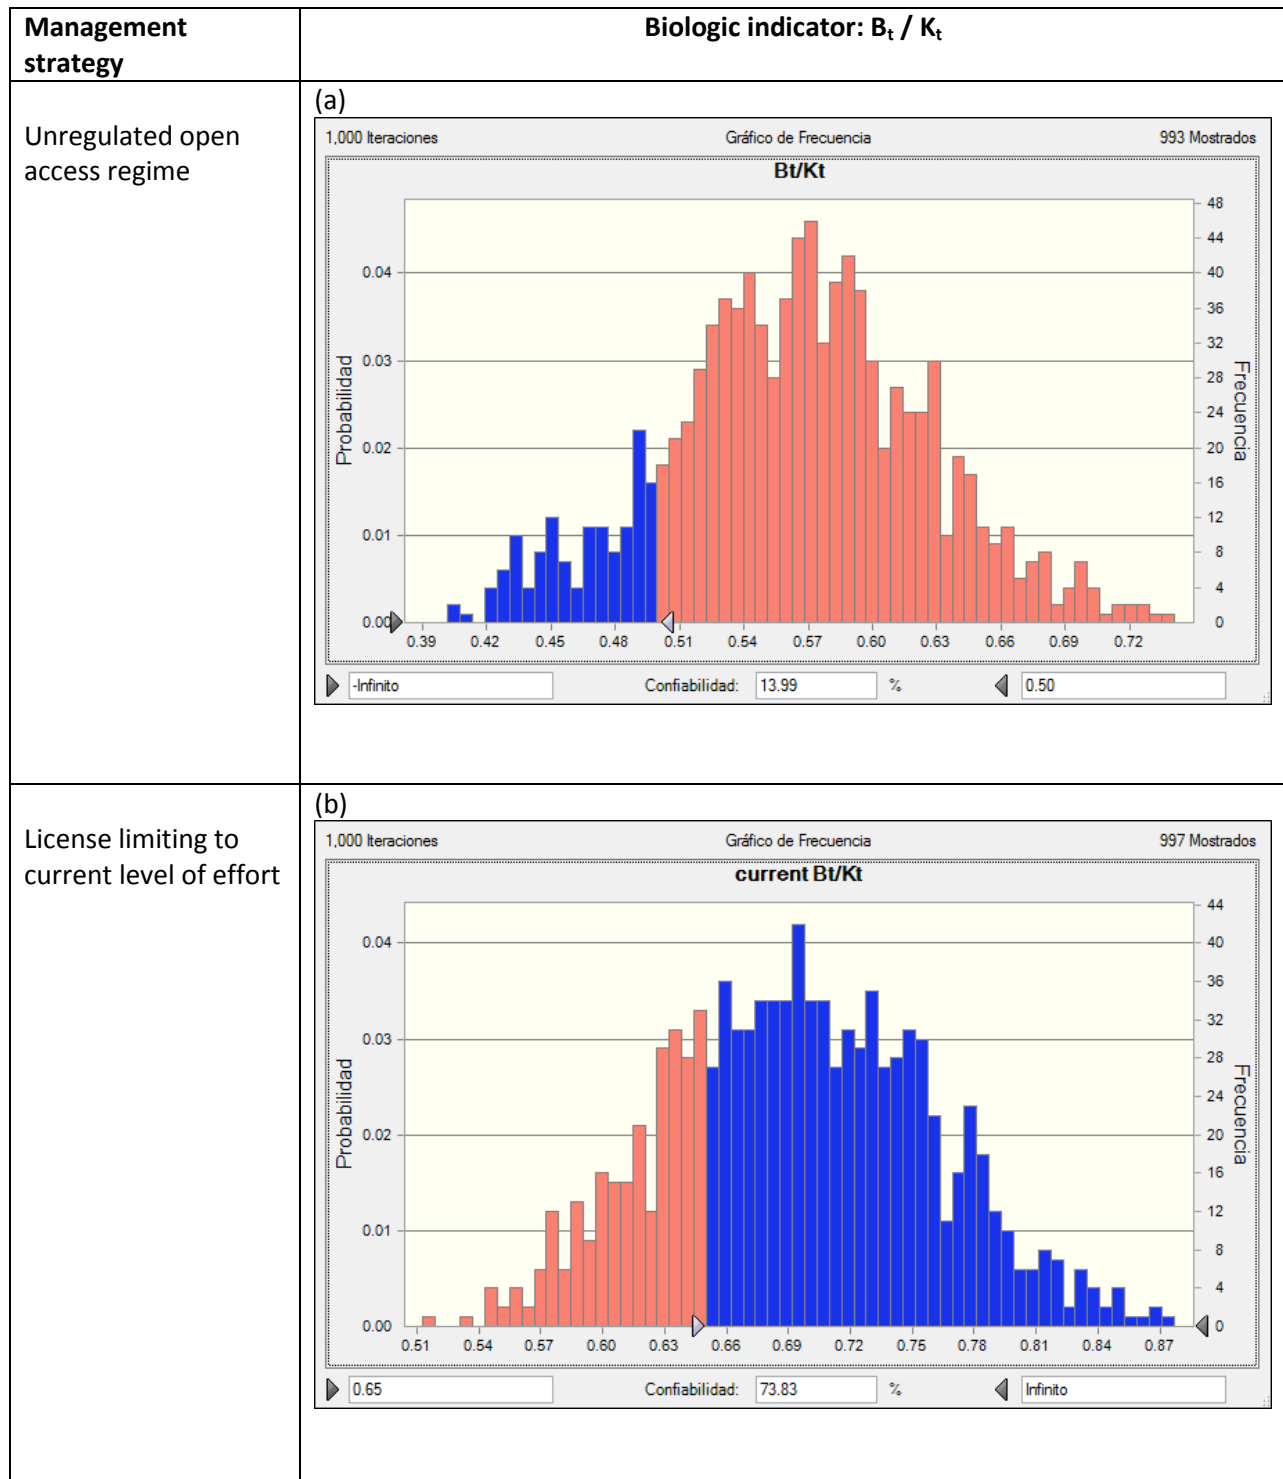 Management
strategy
Biologic indicator: Bt / Kt
Unregulated open
access regime
(a)
1,000 Iteraciones
Gráfico de Frecuencia
993 Mostrados
Bt/Kt
Probabilidad
0.04
0.03
0.02
0.01
0.00
48
44
40
36
32
28
24
20
16
12
8
4
0
Frecuencia
0.39 0.42 0.45 0.48 0.51 0.54 0.57 0.60 0.63 0.66 0.69 0.72
-Infinito
Confiabilidad: 13.99 %
0.50
License limiting to
current level of effort
(b)
1,000 Iteraciones
Gráfico de Frecuencia
997 Mostrados
current Bt/Kt
Probabilidad
0.04
0.03
0.02
0.01
0.00
44
40
36
32
28
24
20
16
12
8
4
0
Frecuencia
0.51 0.54 0.57 0.60 0.63 0.66 0.69 0.72 0.75 0.78 0.81 0.84 0.87
0.65
Confiabilidad: 73.83 %
Infinito